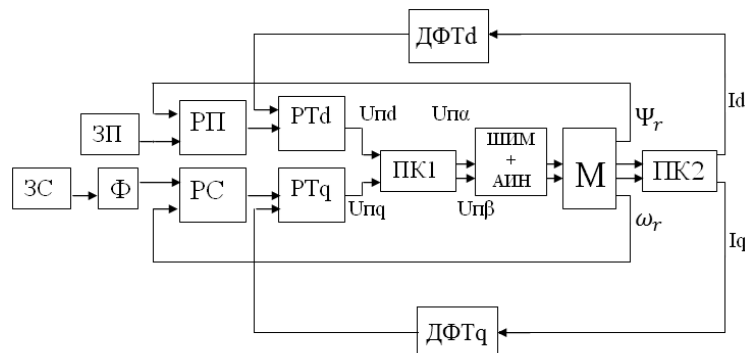 ДФТd
Id
Ψr
ЗП
РП
РТd
Uпd
Uпα
ЗС
Ф
РС
РТq
Uпq
ПК1
Uпβ
ШИМ
+
АИН
М
ПК2
ωr
Iq
ДФТq